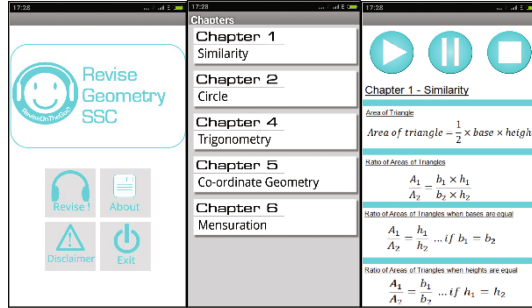 17:28
Revise
Geometry
SSC
ReviseOnTheGo!
Revise !
About
Disclaimer
Exit
17:28
Chapters
Chapter 1
Similarity
Chapter 2
Circle
Chapter 4
Trigonometry
Chapter 5
Co-ordinate Geometry
Chapter 6
Mensuration
17:28
Chapter 1 - Similarity
Area of Triangle
Area of triangle = 1/2 × base × heigh
Ratio of Areas of Triangles
A₁/A₂ = b₁ × h₁ / b₂ × h₂
Ratio of Areas of Triangles when bases are equal
A₁/A₂ = h₁/h₂ ... if b₁ = b₂
Ratio of Areas of Triangles when heights are equal
A₁/A₂ = b₁/b₂ ... if h₁ = h₂